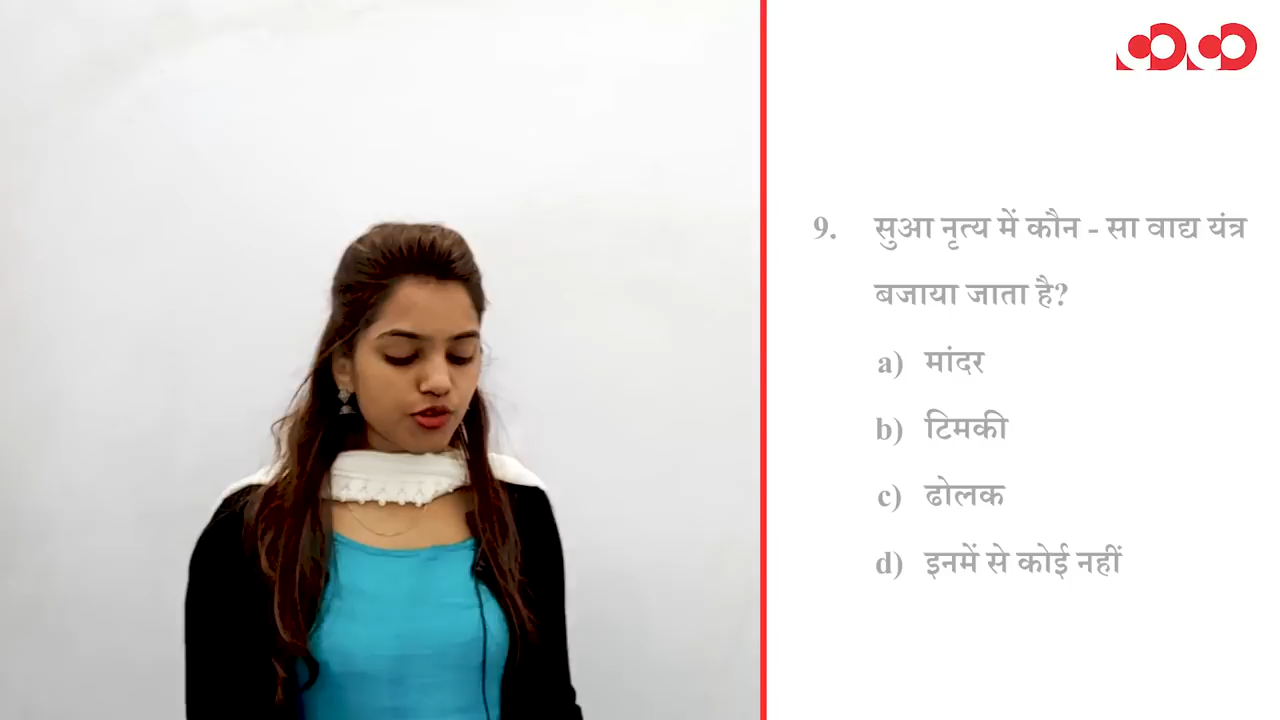 9. सुआ नृत्य में कौन - सा वाद्य यंत्र
बजाया जाता है?
a) मांदर
b) टिमकी
c) ढोलक
d) इनमें से कोई नहीं